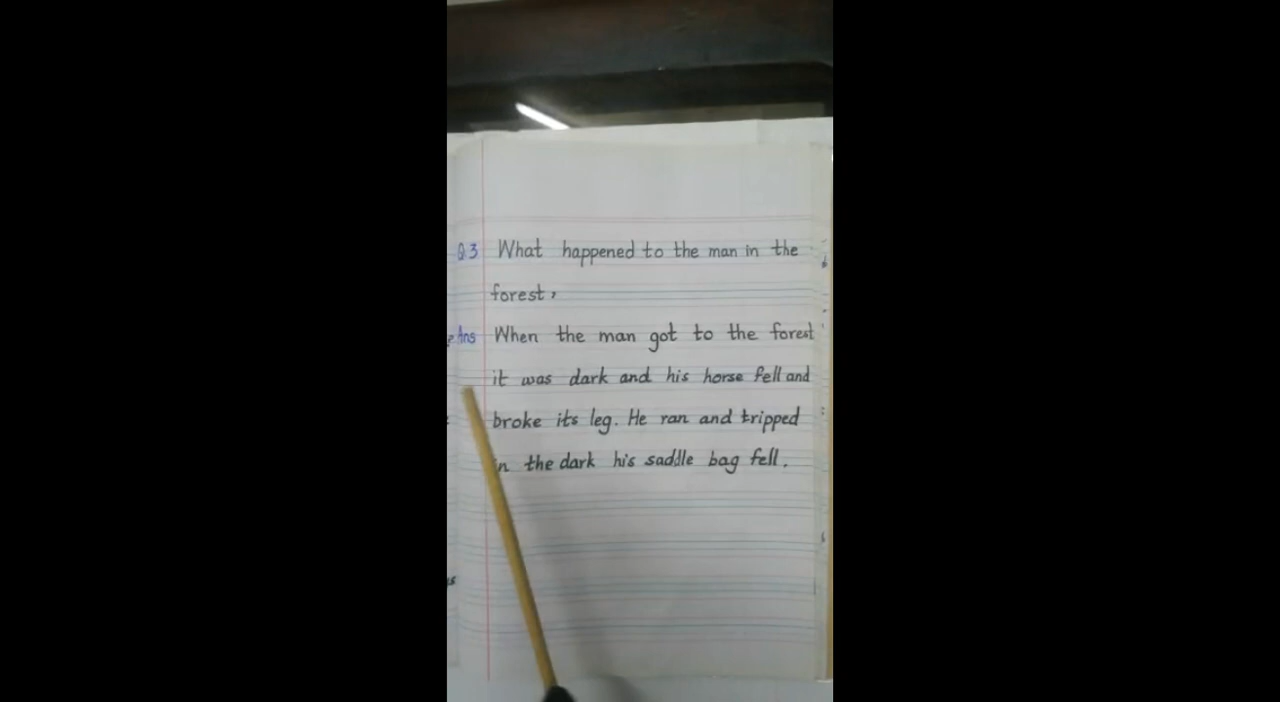 Q3 What happened to the man in the
forest,
Ans When the man got to the forest
it was dark and his horse fell and
broke its leg. He ran and tripped
in the dark his saddle bag fell.